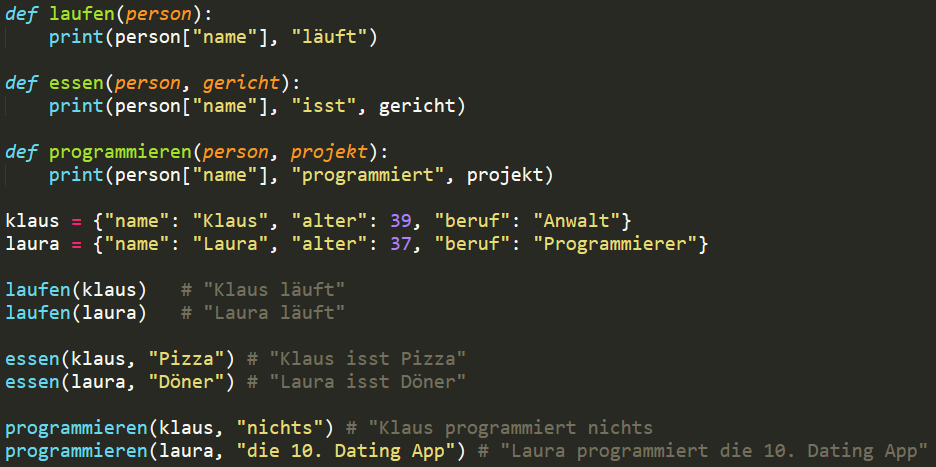 def laufen(person):
    print(person["name"], "läuft")
def essen(person, gericht):
    print(person["name"], "isst", gericht)
def programmieren(person, projekt):
    print(person["name"], "programmiert", projekt)
klaus = {"name": "Klaus", "alter": 39, "beruf": "Anwalt"}
laura = {"name": "Laura", "alter": 37, "beruf": "Programmierer"}
laufen(klaus)   # "Klaus läuft"
laufen(laura)   # "Laura läuft"
essen(klaus, "Pizza") # "Klaus isst Pizza"
essen(laura, "Döner") # "Laura isst Döner"
programmieren(klaus, "nichts") # "Klaus programmiert nichts
programmieren(laura, "die 10. Dating App") # "Laura programmiert die 10. Dating App"